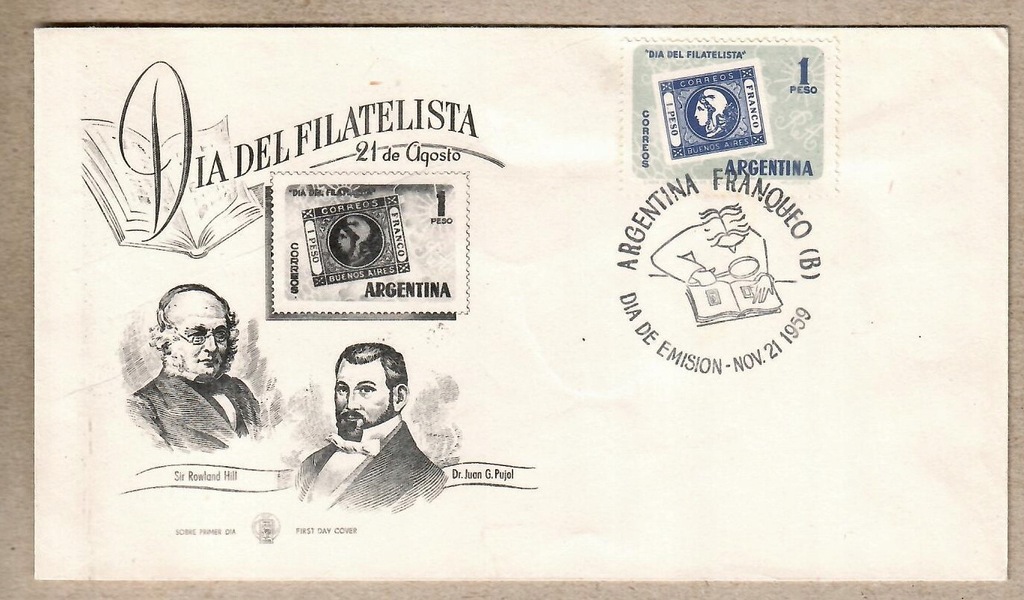 DIA DEL FILATELISTA
21 de Agosto
"DIA DEL FILATELISTA"
1
PESO
CORREOS
CORREOS
1 PESO
FRANCO
BUENOS AIRES
ARGENTINA
Sir Rowland Hill
Dr. Juan G. Pujol
SOBRE PRIMER DIA
FIRST DAY COVER
"DIA DEL FILATELISTA"
1
PESO
CORREOS
CORREOS
1 PESO
FRANCO
BUENOS AIRES
ARGENTINA
ARGENTINA FRANQUEO (B)
DIA DE EMISION - NOV. 21 1959